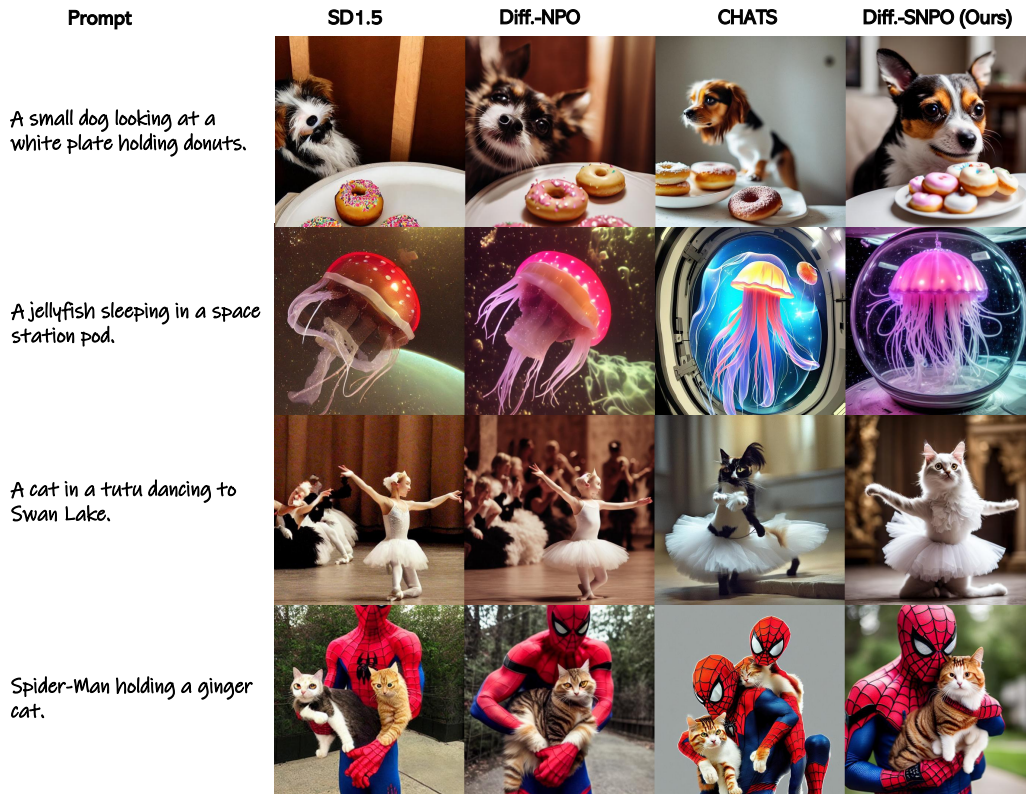 Prompt SD1.5 Diff.-NPO CHATS Diff.-SNPO (Ours)
A small dog looking at a
white plate holding donuts.
A jellyfish sleeping in a space
station pod.
A cat in a tutu dancing to
Swan Lake.
Spider-Man holding a ginger
cat.